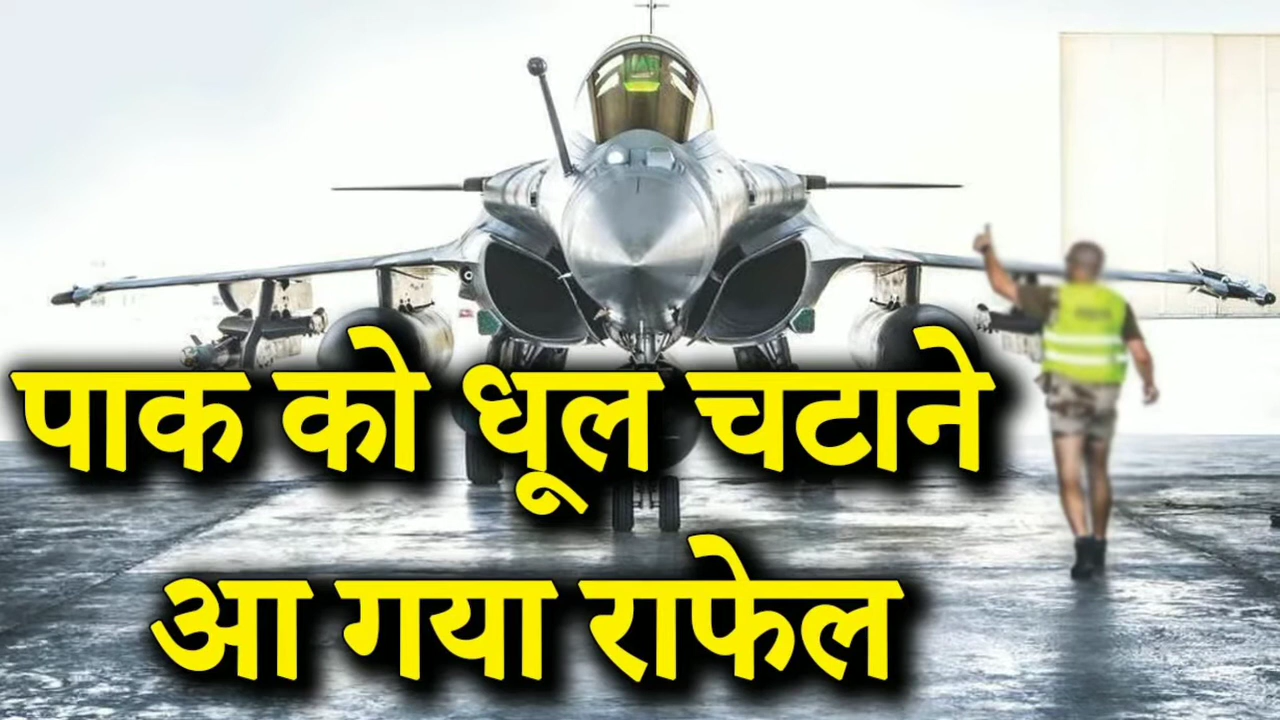 पाक को धूल चटाने
आ गया राफेल